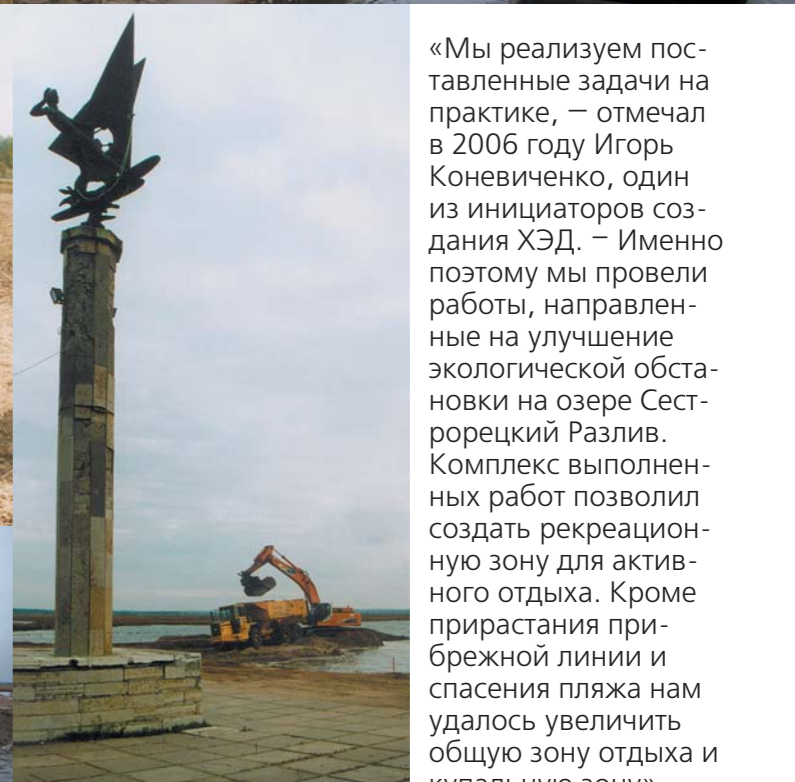 «Мы реализуем пос-
тавленные задачи на
практике, — отмечал
в 2006 году Игорь
Коневиченко, один
из инициаторов соз-
дания ХЭД. — Именно
поэтому мы провели
работы, направлен-
ные на улучшение
экологической обста-
новки на озере Сест-
рорецкий Разлив.
Комплекс выполнен-
ных работ позволил
создать рекреацион-
ную зону для актив-
ного отдыха. Кроме
прирастания при-
брежной линии и
спасения пляжа нам
удалось увеличить
общую зону отдыха и
купальную зону»